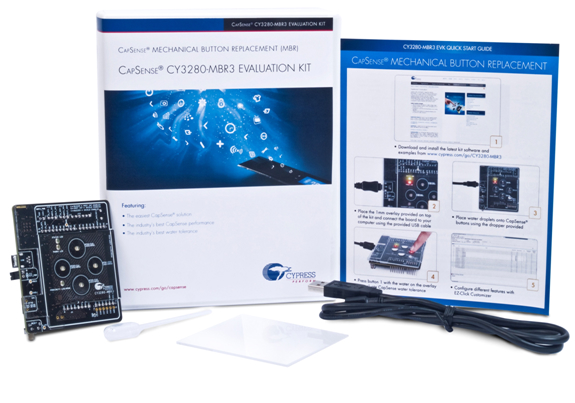 CAPSENSE® CY3280-MBR3 EVALUATION KIT
CAPSENSE® MECHANICAL BUTTON REPLACEMENT (MBR)
CAPSENSE® CY3280-MBR3 EVALUATION KIT
Featuring:
• The easiest CapSense® solution
• The industry's best CapSense performance
• The industry's best water tolerance
www.cypress.com/go/capsense
CYPRESS
PERFORM
CY3280-MBR3 EVK QUICK START GUIDE
CAPSENSE® MECHANICAL BUTTON REPLACEMENT
1
• Download and install the latest kit software and
examples from www.cypress.com/go/CY3280-MBR3
2
• Place the 1mm overlay provided on top
of the kit and connect the board to your
computer using the provided USB cable
3
• Place water droplets onto CapSense®
buttons using the dropper provided
4
• Press button 1 with the water on the overlay
CapSense water tolerance
5
• Configure different features with
EZ-Click Customizer